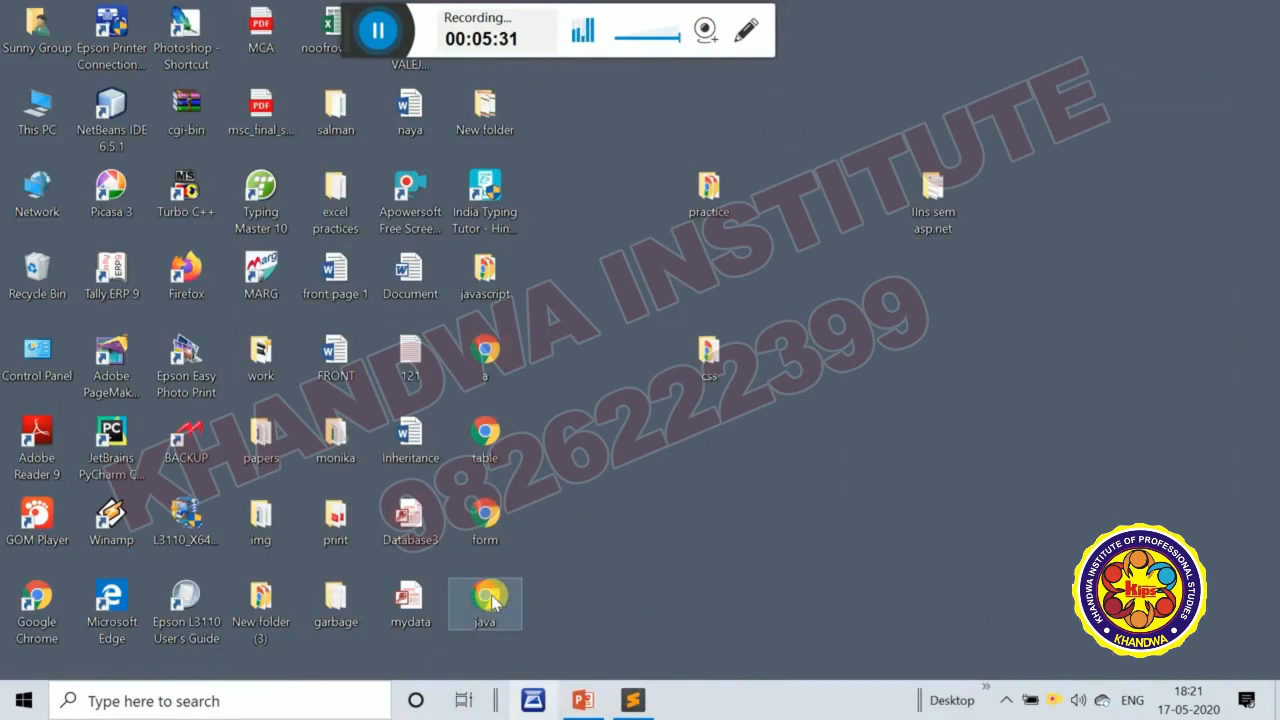 Recording...
00:05:31
Sunny Group
Epson Printer
Connection...
Photoshop -
Shortcut
MCA
VALEJ...
This PC
NetBeans IDE
6.5.1
cgi-bin
msc_final_s...
salman
naya
New folder
Network
Picasa 3
Turbo C++
Typing
Master 10
excel
practices
Apowersoft
Free Scree...
India Typing
Tutor - Hin...
practice
IIns sem
asp.net
Recycle Bin
Tally.ERP 9
Firefox
MARG
front page 1
Document
javascript
Control Panel
Adobe
PageMak...
Epson Easy
Photo Print
work
FRONT
121
a
css
Adobe
Reader 9
JetBrains
PyCharm C...
BACKUP
papers
monika
Inheritance
table
GOM Player
Winamp
L3110_X64...
img
print
Database3
form
Google
Chrome
Microsoft
Edge
Epson L3110
User's Guide
New folder
(3)
garbage
mydata
java
KHANDWA INSTITUTE
9826222399
KHANDWA INSTITUTE OF PROFESSIONAL STUDIES
Kips
KHANDWA
Type here to search
Desktop
ENG
18:21
17-05-2020